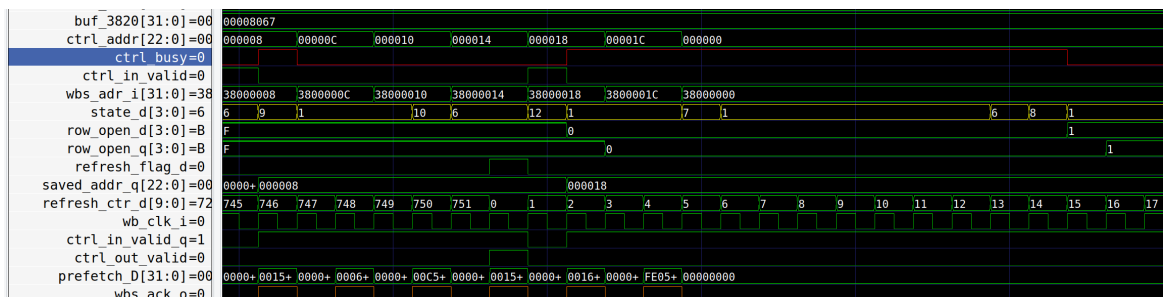 buf_3820[31:0]=00 00008067
ctrl_addr[22:0]=00 000008 00000C 000010 000014 000018 00001C 000000
ctrl_busy=0
ctrl_in_valid=0
wbs_adr_i[31:0]=38 38000008 3800000C 38000010 38000014 38000018 3800001C 38000000
state_d[3:0]=6 6 9 1 10 6 12 1 7 1 6 8 1
row_open_d[3:0]=B F 0 1
row_open_q[3:0]=B F 0 1
refresh_flag_d=0
saved_addr_q[22:0]=00 0000+ 000008 000018
refresh_ctr_d[9:0]=72 745 746 747 748 749 750 751 0 1 2 3 4 5 6 7 8 9 10 11 12 13 14 15 16 17
wb_clk_i=0
ctrl_in_valid_q=1
ctrl_out_valid=0
prefetch_D[31:0]=00 0000+ 0015+ 0000+ 0006+ 0000+ 00C5+ 0000+ 0015+ 0000+ 0016+ 0000+ FE05+ 00000000
wbs_ack_o=0